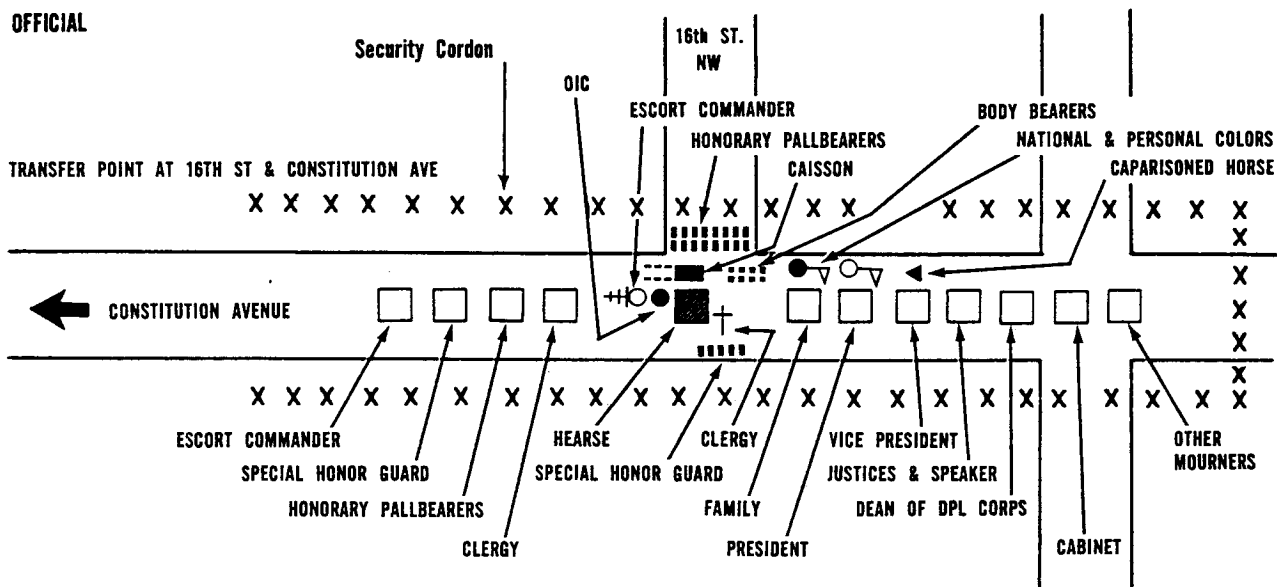 OFFICIAL
16th ST.
NW
Security Cordon
OIC
ESCORT COMMANDER
BODY BEARERS
HONORARY PALLBEARERS
NATIONAL & PERSONAL COLORS
TRANSFER POINT AT 16TH ST & CONSTITUTION AVE
CAISSON
CAPARISONED HORSE
X X X X X X X X X X X X X X X X X X X X X X
X
X
CONSTITUTION AVENUE
X
X
X
X X X X X X X X X X X X X X X X X X X X X X X
ESCORT COMMANDER
HEARSE
CLERGY
VICE PRESIDENT
OTHER
MOURNERS
SPECIAL HONOR GUARD
SPECIAL HONOR GUARD
JUSTICES & SPEAKER
HONORARY PALLBEARERS
FAMILY
DEAN OF DPL CORPS
CLERGY
PRESIDENT
CABINET